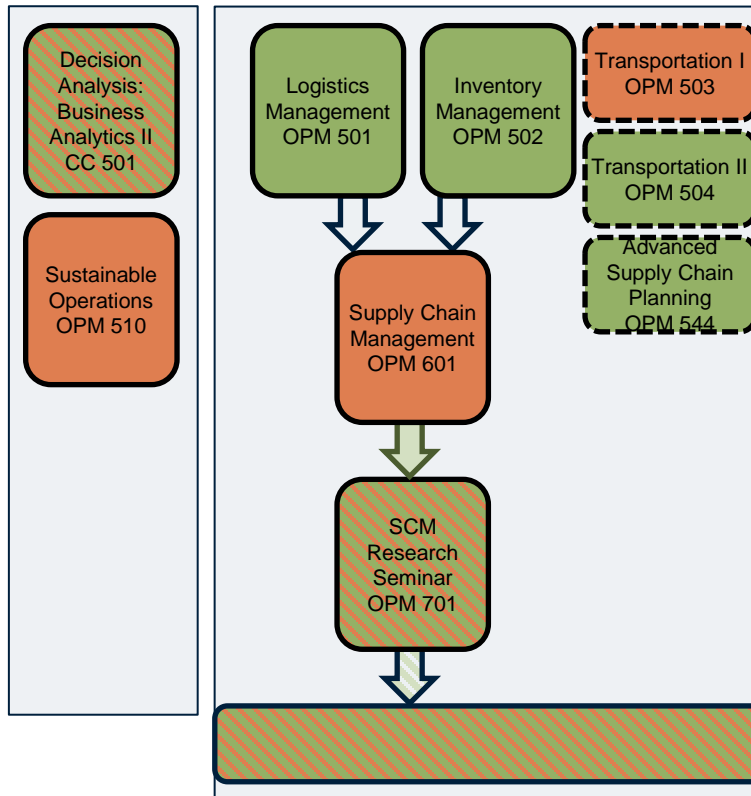 Decision
Analysis:
Business
Analytics II
CC 501
Sustainable
Operations
OPM 510
Logistics
Management
OPM 501
Inventory
Management
OPM 502
Transportation I
OPM 503
Transportation II
OPM 504
Advanced
Supply Chain
Planning
OPM 544
Supply Chain
Management
OPM 601
SCM
Research
Seminar
OPM 701